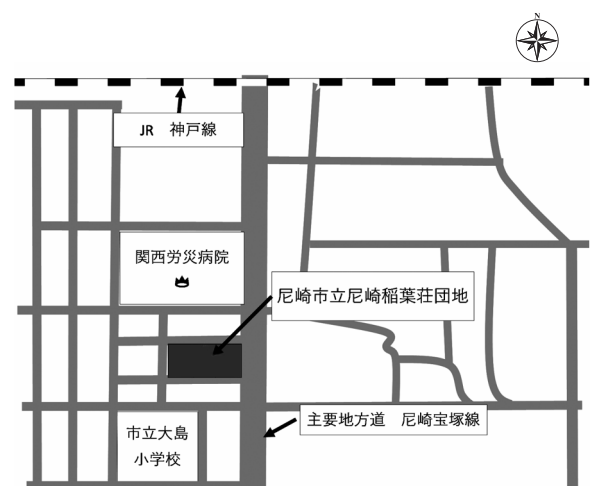 N
JR 神戸線
関西労災病院
尼崎市立尼崎稲葉荘団地
主要地方道 尼崎宝塚線
市立大島
小学校